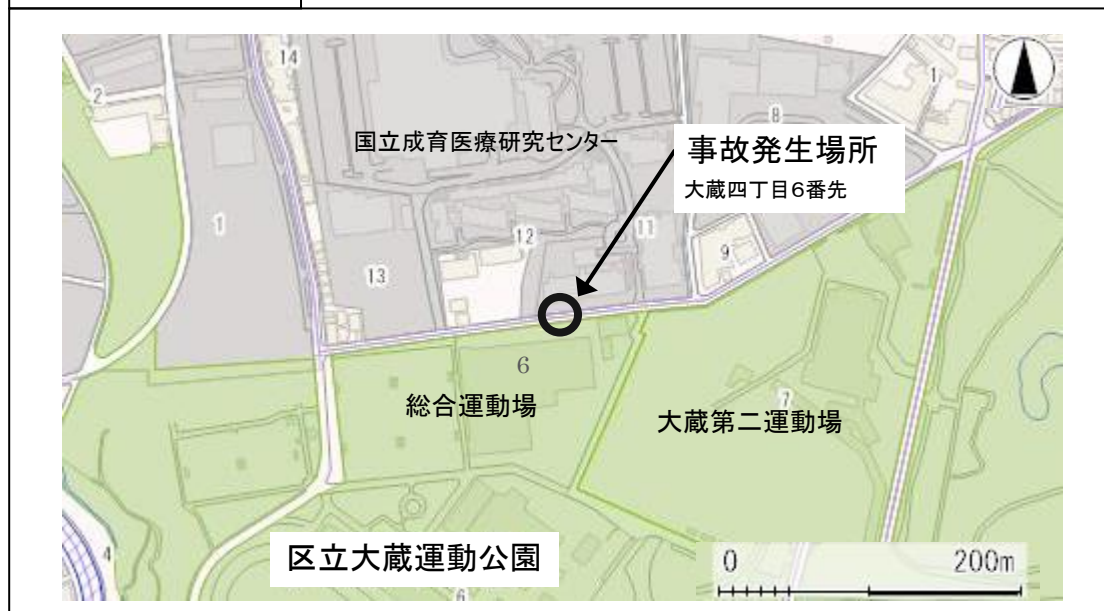 14
2
1
8
国立成育医療研究センター
事故発生場所
大蔵四丁目6番先
1
12
11
9
13
6
総合運動場
7
大蔵第二運動場
4
区立大蔵運動公園
0 200m
6